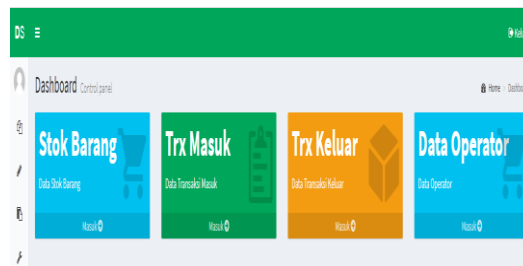 DS
Dashboard Control panel
Home Dashbo
Stok Barang
Data Stok Barang
Masuk
Trx Masuk
Data Transaksi Masuk
Masuk
Trx Keluar
Data Transaksi Keluar
Masuk
Data Operator
Data Operator
Masuk